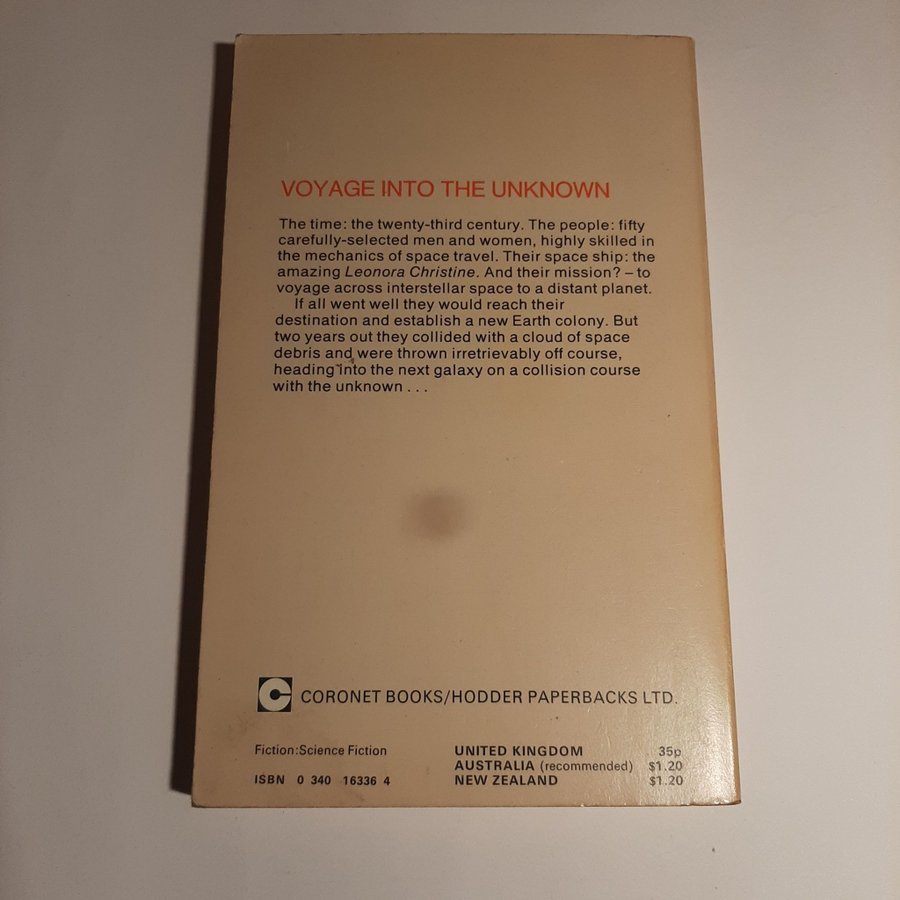 VOYAGE INTO THE UNKNOWN
The time: the twenty-third century. The people: fifty
carefully-selected men and women, highly skilled in
the mechanics of space travel. Their space ship: the
amazing Leonora Christine. And their mission? – to
voyage across interstellar space to a distant planet.
If all went well they would reach their
destination and establish a new Earth colony. But
two years out they collided with a cloud of space
debris and were thrown irretrievably off course,
heading into the next galaxy on a collision course
with the unknown . . .
C CORONET BOOKS/HODDER PAPERBACKS LTD.
Fiction:Science Fiction
ISBN 0 340 16336 4
UNITED KINGDOM 35p
AUSTRALIA (recommended) $1.20
NEW ZEALAND $1.20